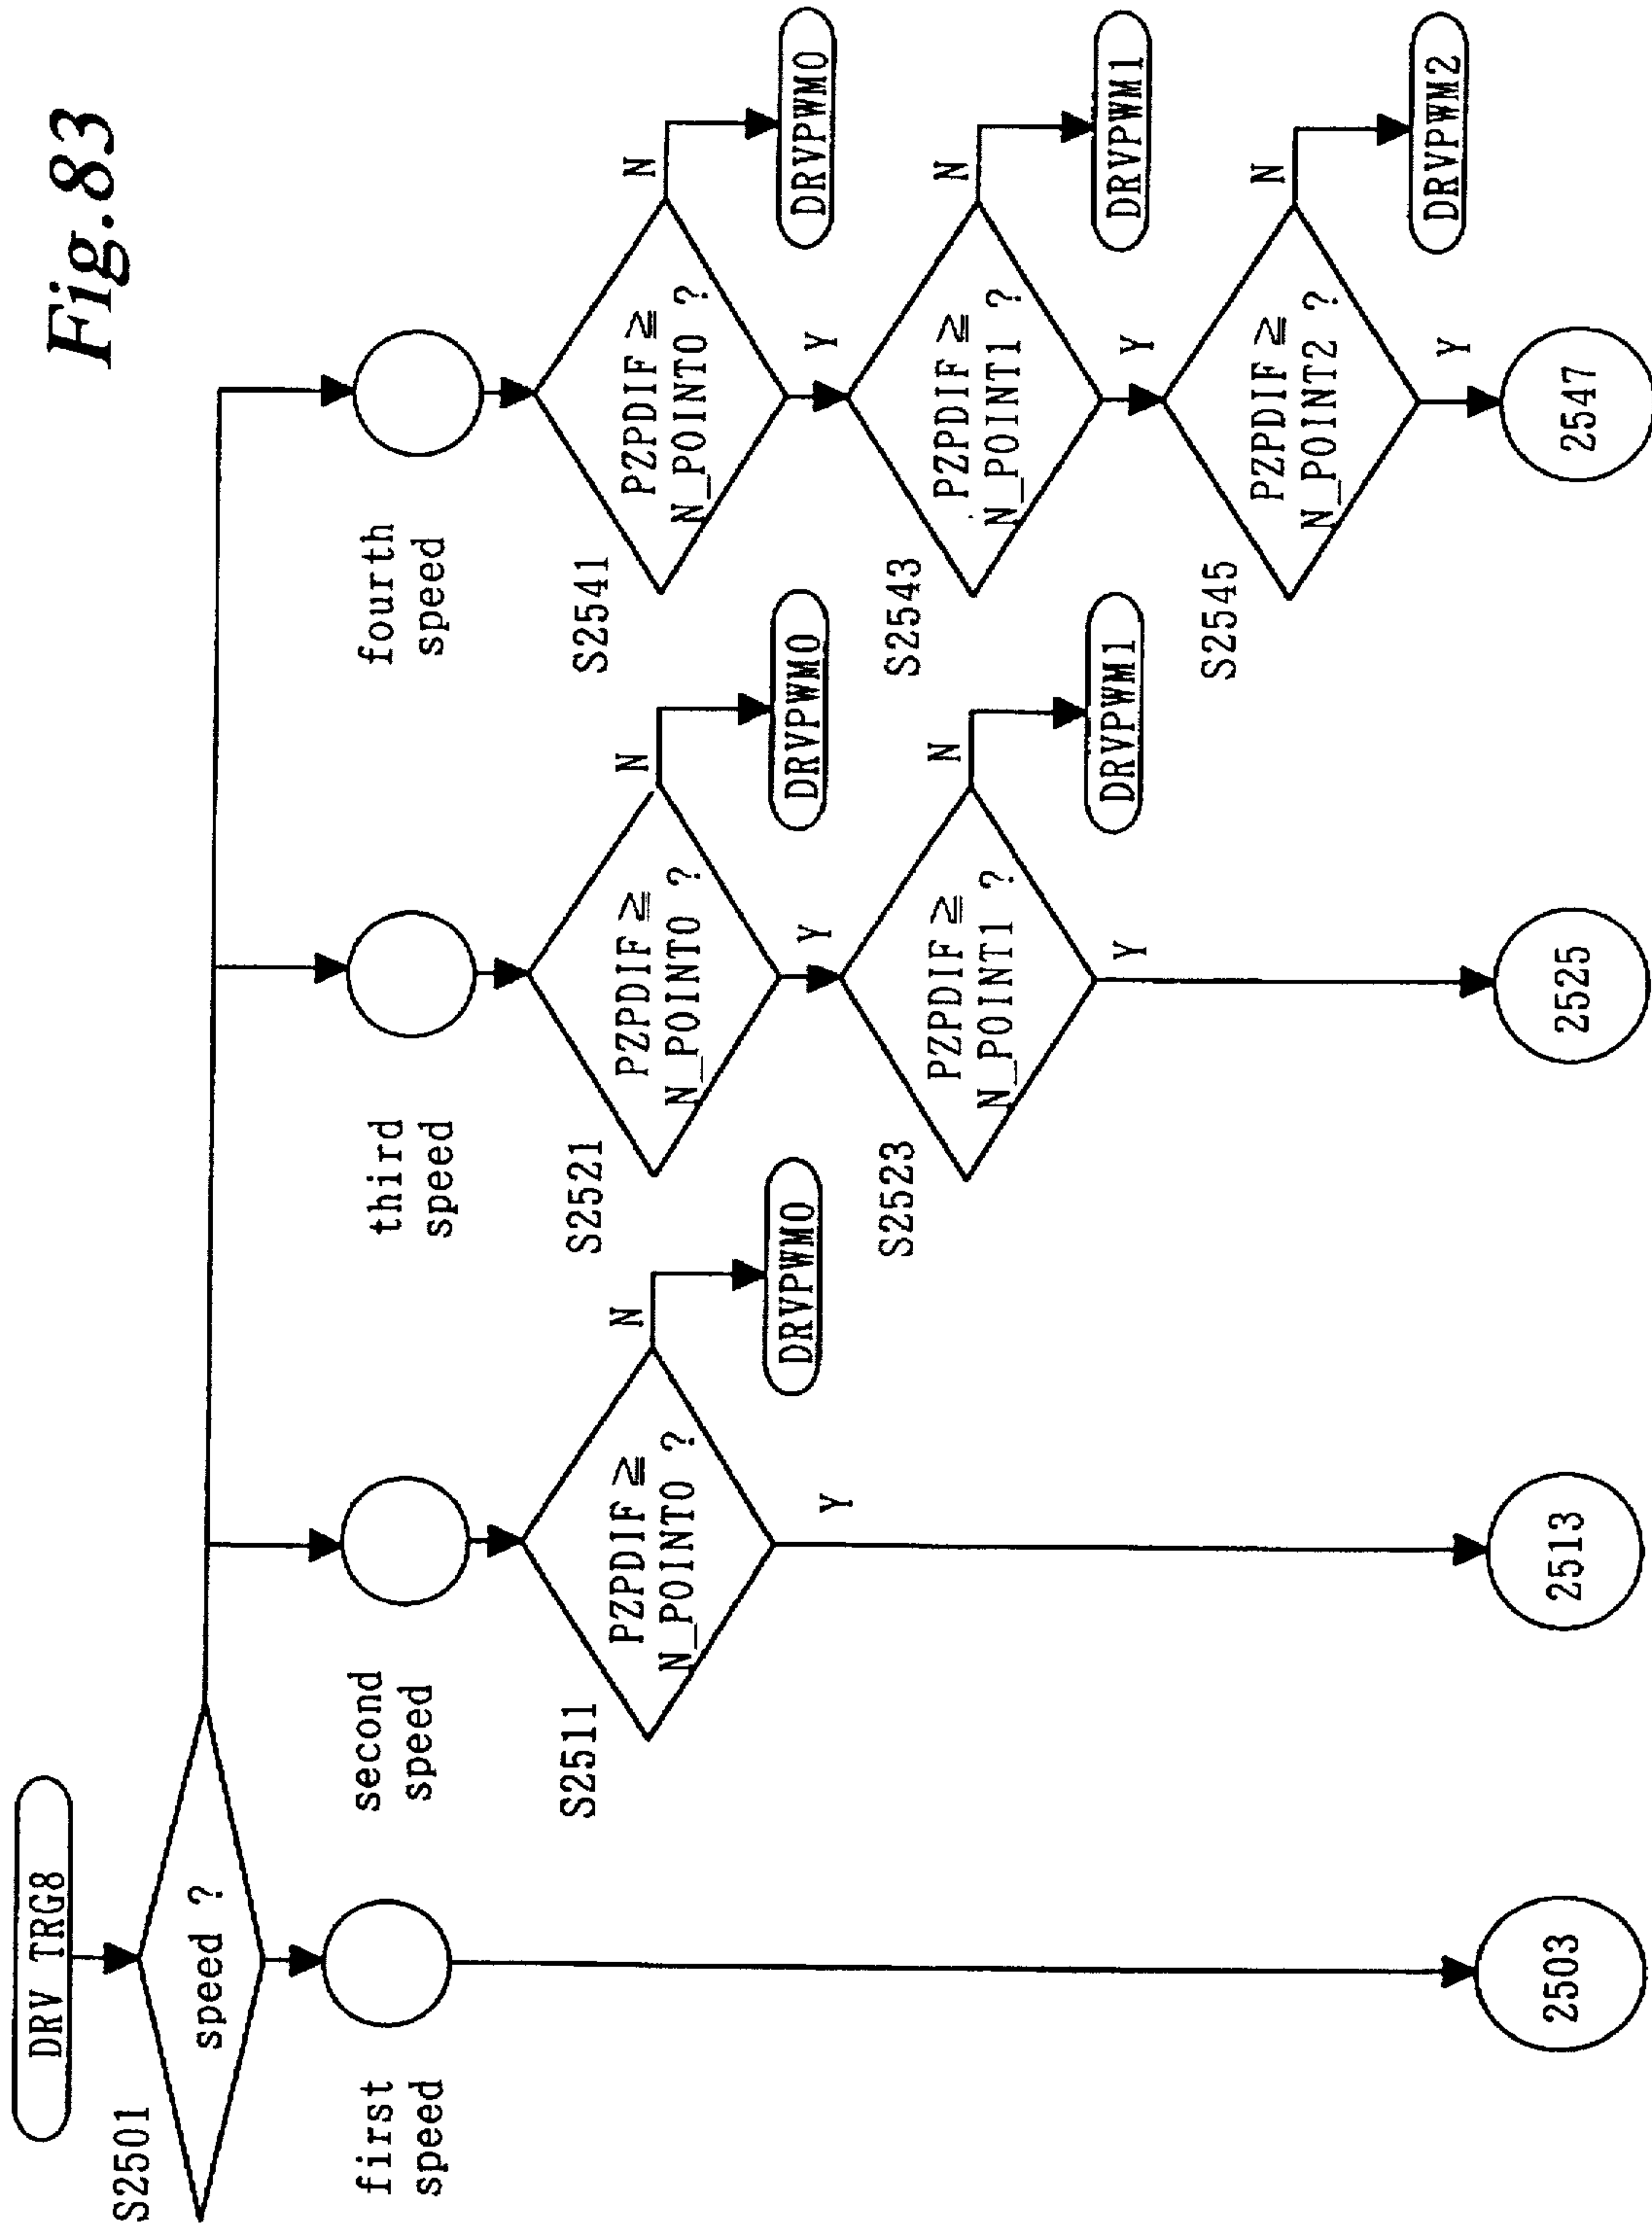 Fig.83
DRV TRG8
S2501
speed ?
first
speed
second
speed
third
speed
fourth
speed
S2511
PZPDIF ≧
N_POINT0 ?
N
DRVPWM0
Y
S2521
PZPDIF ≧
N_POINT0 ?
N
DRVPWM0
Y
S2523
PZPDIF ≧
N_POINT1 ?
N
DRVPWM1
Y
S2541
PZPDIF ≧
N_POINT0 ?
N
DRVPWM0
Y
S2543
PZPDIF ≧
N_POINT1 ?
N
DRVPWM1
Y
S2545
PZPDIF ≧
N_POINT2 ?
N
DRVPWM2
Y
2503
2513
2525
2547